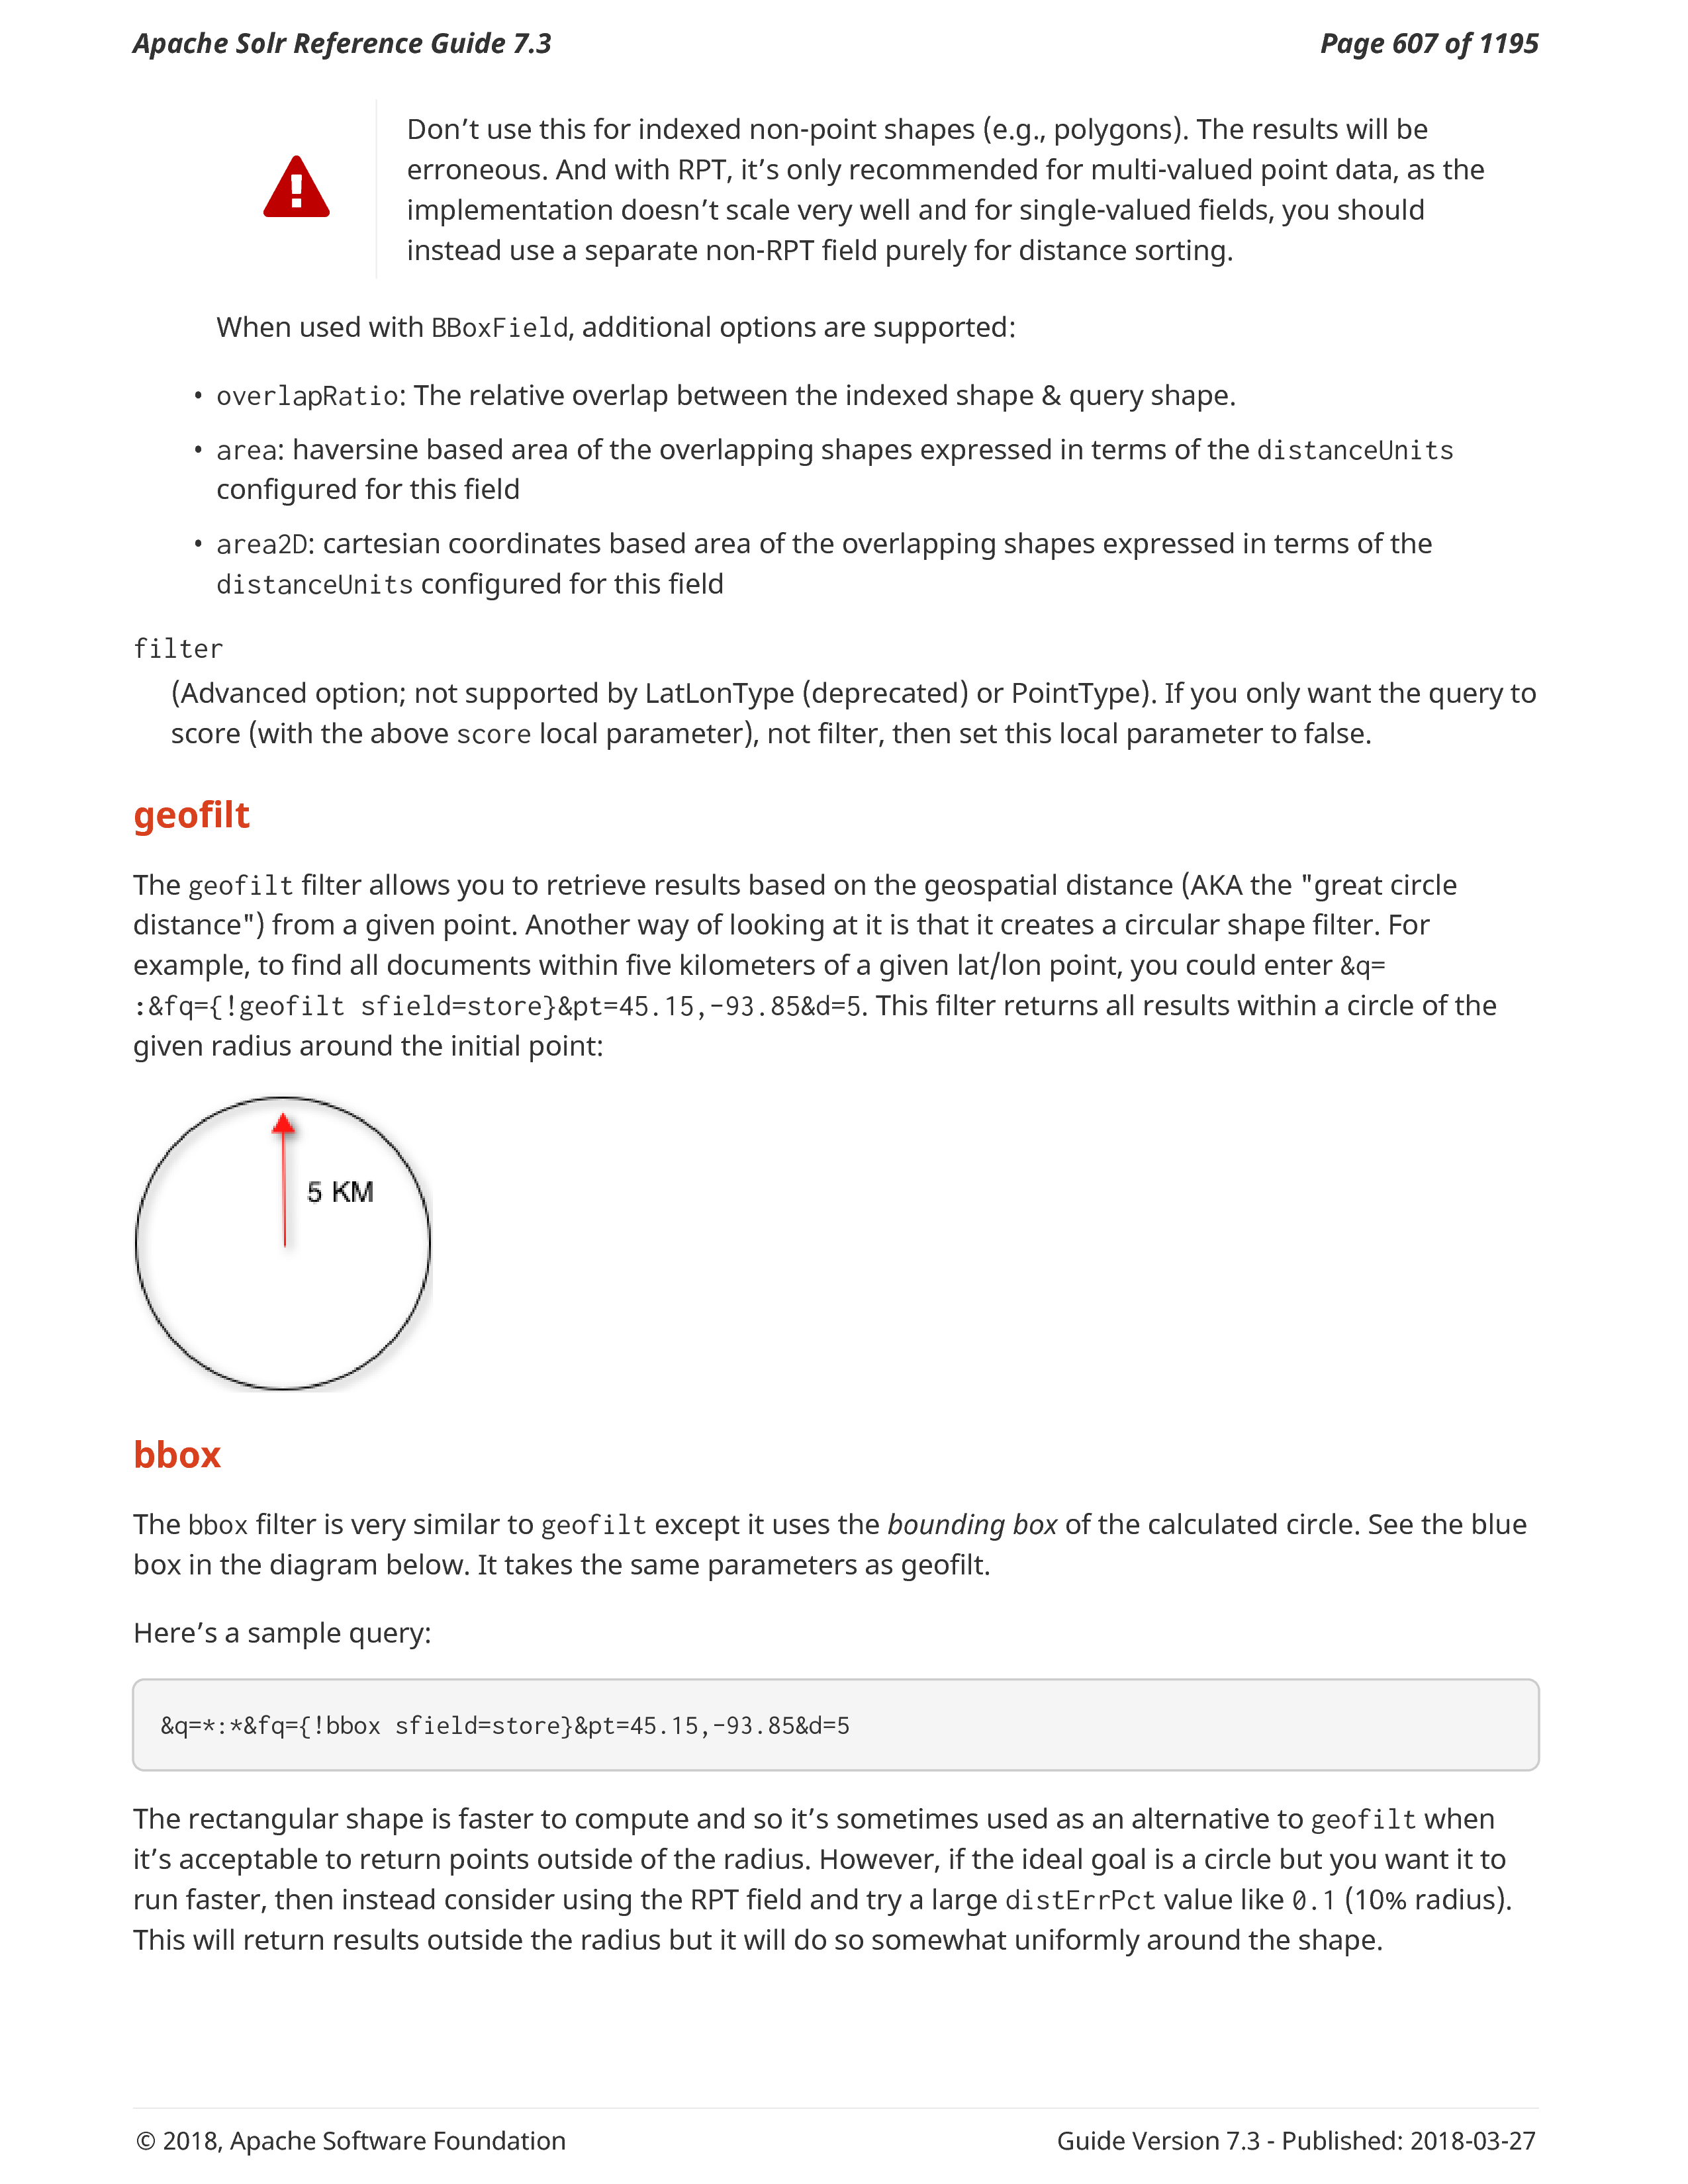 Apache Solr Reference Guide 7.3 Page 607 of 1195
Don’t use this for indexed non-point shapes (e.g., polygons). The results will be
erroneous. And with RPT, it’s only recommended for multi-valued point data, as the
implementation doesn’t scale very well and for single-valued fields, you should
instead use a separate non-RPT field purely for distance sorting.
When used with BBoxField, additional options are supported:
• overlapRatio: The relative overlap between the indexed shape & query shape.
• area: haversine based area of the overlapping shapes expressed in terms of the distanceUnits
configured for this field
• area2D: cartesian coordinates based area of the overlapping shapes expressed in terms of the
distanceUnits configured for this field
filter
(Advanced option; not supported by LatLonType (deprecated) or PointType). If you only want the query to
score (with the above score local parameter), not filter, then set this local parameter to false.
geofilt
The geofilt filter allows you to retrieve results based on the geospatial distance (AKA the "great circle
distance") from a given point. Another way of looking at it is that it creates a circular shape filter. For
example, to find all documents within five kilometers of a given lat/lon point, you could enter &q=
:&fq={!geofilt sfield=store}&pt=45.15,-93.85&d=5. This filter returns all results within a circle of the
given radius around the initial point:
5 KM
bbox
The bbox filter is very similar to geofilt except it uses the bounding box of the calculated circle. See the blue
box in the diagram below. It takes the same parameters as geofilt.
Here’s a sample query:
&q=*:*&fq={!bbox sfield=store}&pt=45.15,-93.85&d=5
The rectangular shape is faster to compute and so it’s sometimes used as an alternative to geofilt when
it’s acceptable to return points outside of the radius. However, if the ideal goal is a circle but you want it to
run faster, then instead consider using the RPT field and try a large distErrPct value like 0.1 (10% radius).
This will return results outside the radius but it will do so somewhat uniformly around the shape.
© 2018, Apache Software Foundation Guide Version 7.3 - Published: 2018-03-27